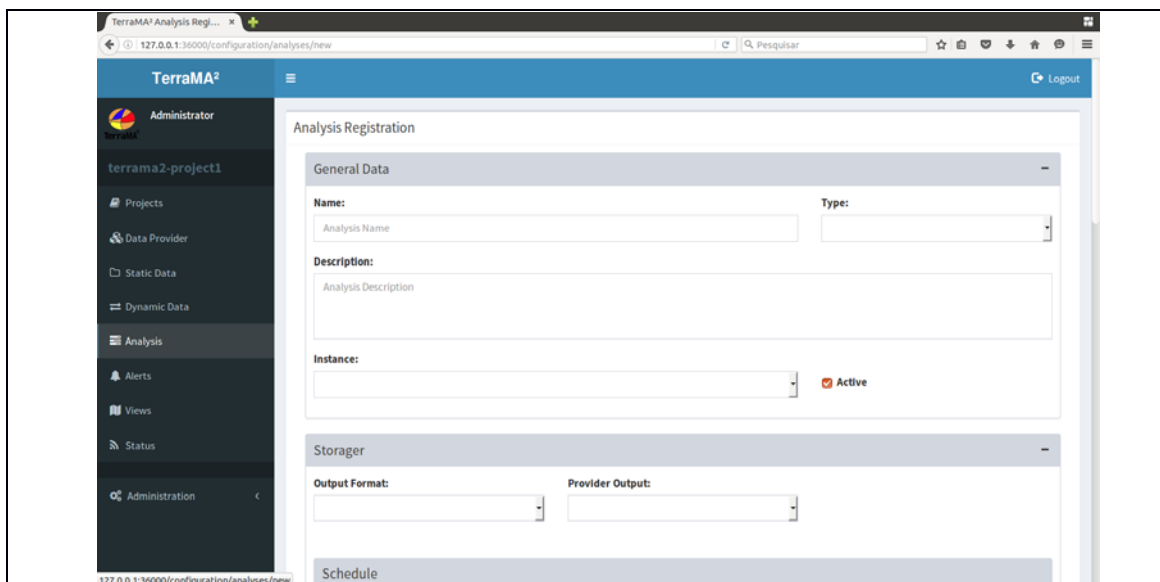 TerraMA² Analysis Regi... ×
127.0.0.1:36000/configuration/analyses/new
Pesquisar
TerraMA²
Logout
Administrator
TerraMA²
terrama2-project1
Projects
Data Provider
Static Data
Dynamic Data
Analysis
Alerts
Views
Status
Administration
Analysis Registration
General Data
Name:
Type:
Analysis Name
Description:
Analysis Description
Instance:
Active
Storager
Output Format:
Provider Output:
Schedule
127.0.0.1:36000/configuration/analyses/new